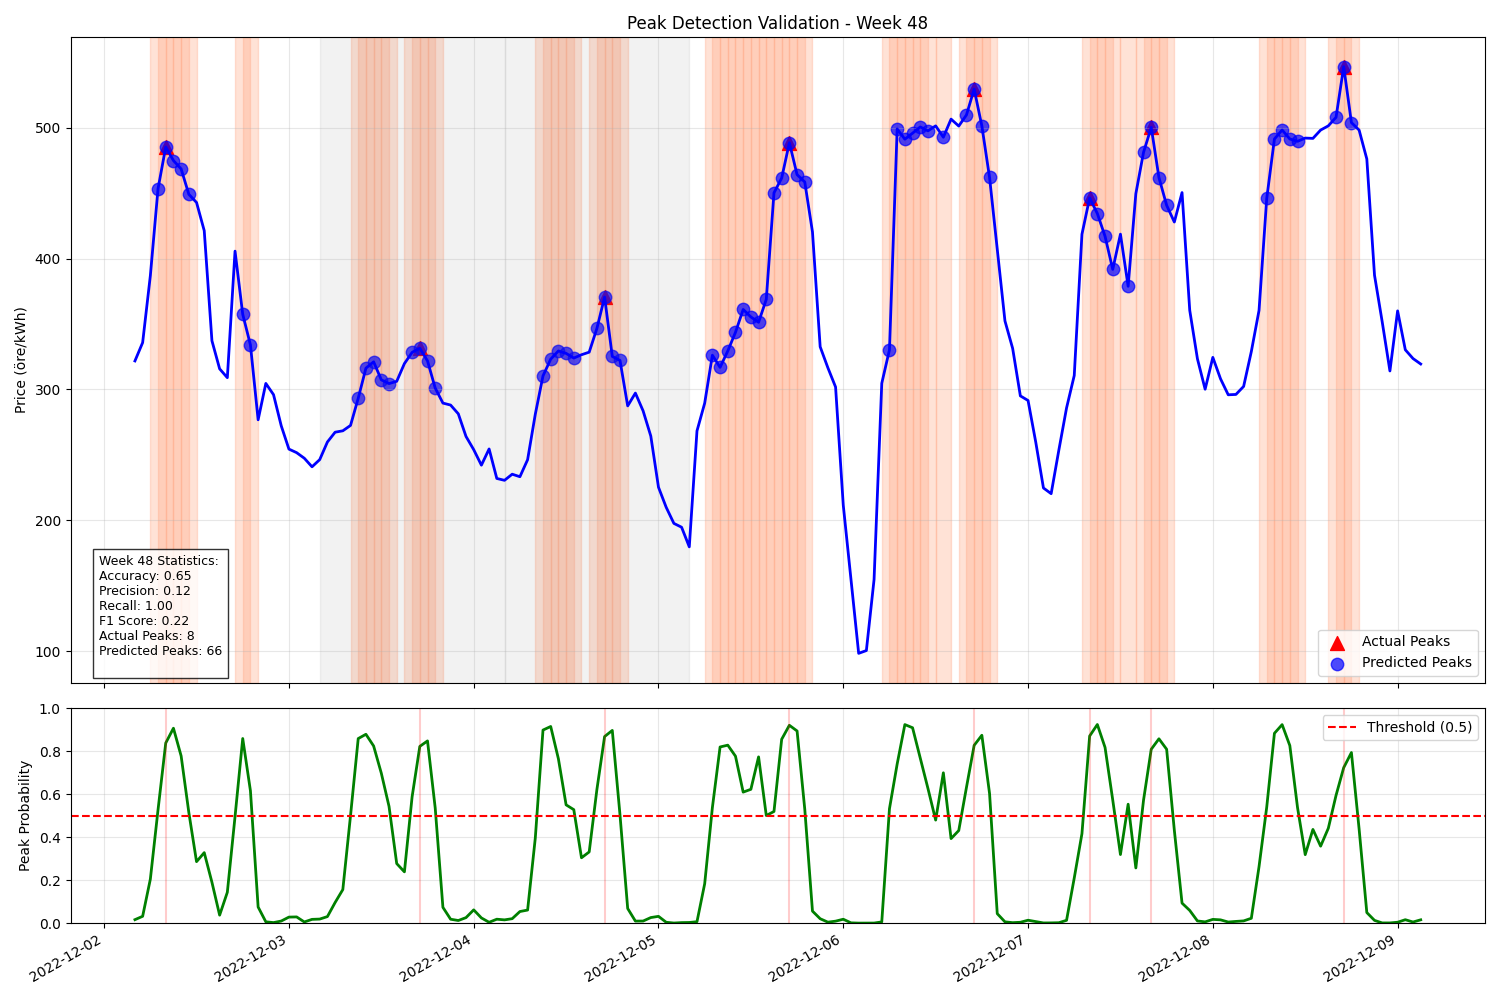 Peak Detection Validation - Week 48
Price (öre/kWh)
500
400
300
200
100
Week 48 Statistics:
Accuracy: 0.65
Precision: 0.12
Recall: 1.00
F1 Score: 0.22
Actual Peaks: 8
Predicted Peaks: 66
Actual Peaks
Predicted Peaks
Peak Probability
1.0
0.8
0.6
0.4
0.2
0.0
Threshold (0.5)
2022-12-02
2022-12-03
2022-12-04
2022-12-05
2022-12-06
2022-12-07
2022-12-08
2022-12-09